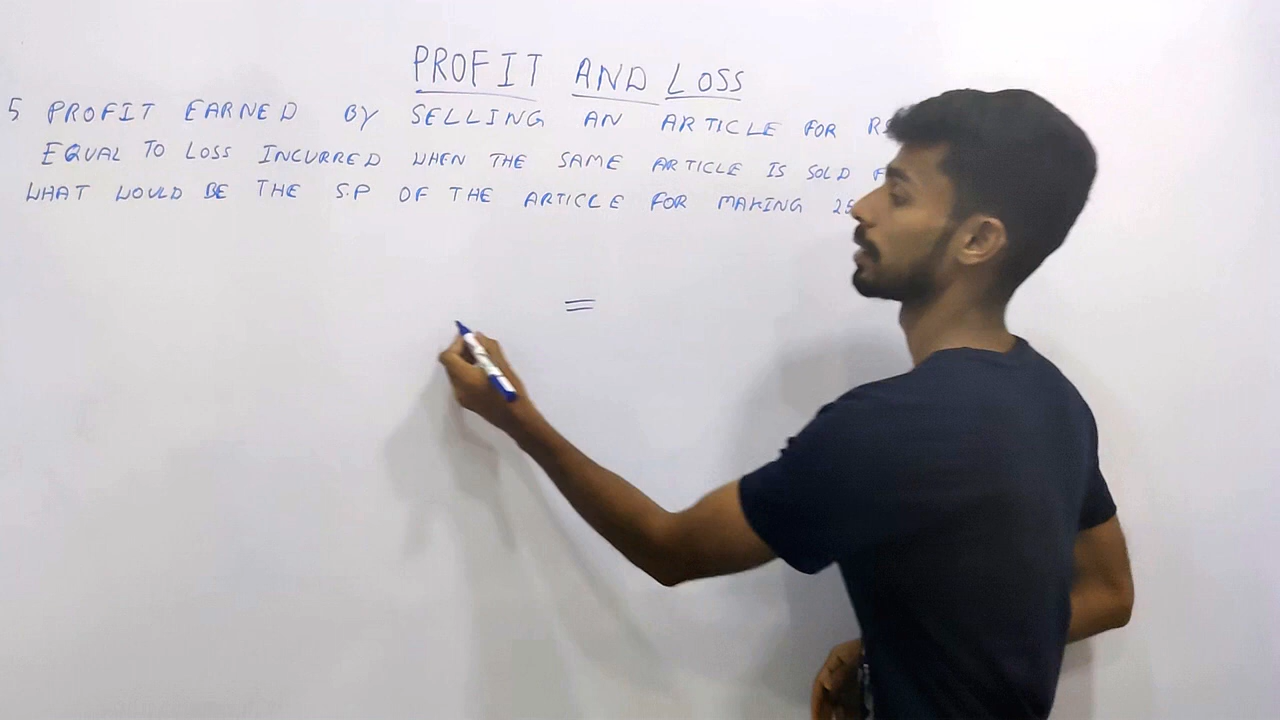 PROFIT AND LOSS
5 PROFIT EARNED BY SELLING AN ARTICLE FOR RS
EQUAL TO LOSS INCURRED WHEN THE SAME ARTICLE IS SOLD F
WHAT WOULD BE THE S.P OF THE ARTICLE FOR MAKING 25
=